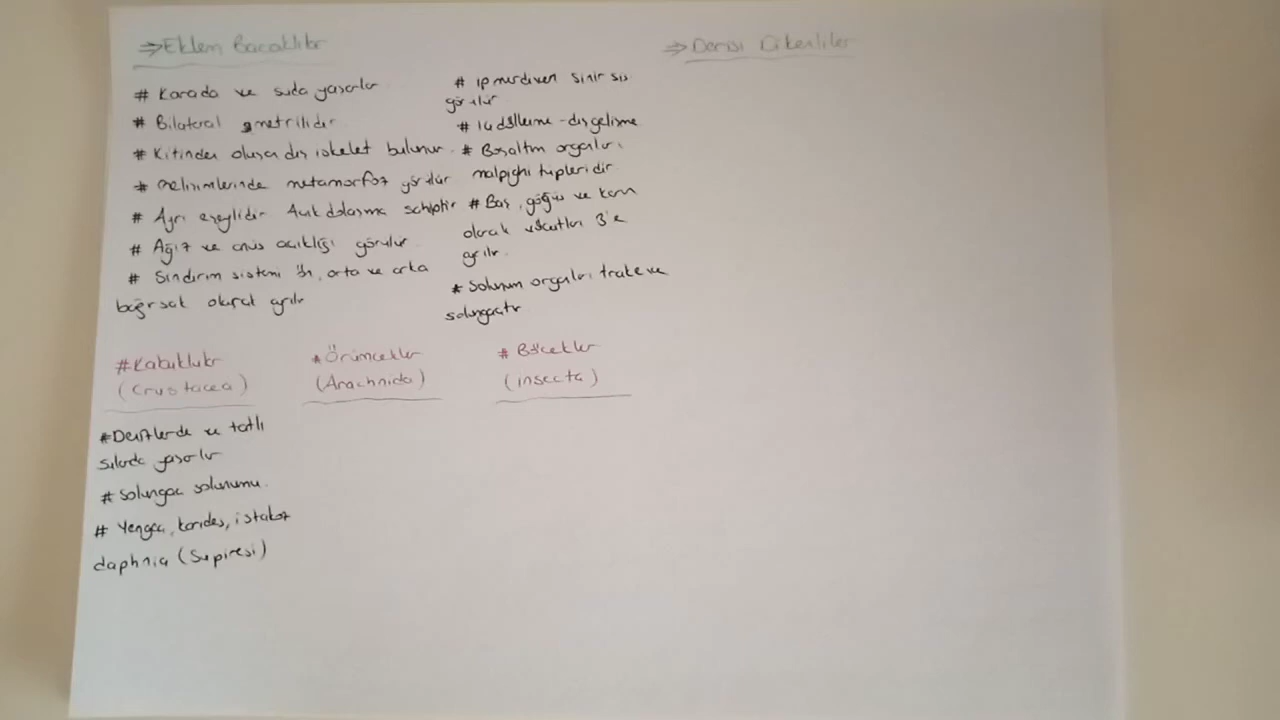 ⇒Eklem Bacaklılar
# Karada ve suda yaşarlar
# Bilateral simetrilidir.
# Kitinden oluşan dış iskelet bulunur.
# Gelişimlerinde metamorfoz görülür
# Ayrı eşeylidir Açık dolaşıma sahiptir
# Ağız ve anüs açıklığı görülür.
# Sindirim sistemi ön, orta ve arka
bağırsak olarak ayrılır
# ip merdiven sinir sis
görülür
# iç dölleme - dış gelişme
# Boşaltım organları
malpighi tüpleridir.
# Baş, göğüs ve karın
olarak vücutları 3'e
ayrılır.
* Solunum organları trake ve
solungaçtır
#Kabuklular
(Crustacea)
* Denizlerde ve tatlı
sularda yaşarlar
# Solungaç solunumu.
# Yengeç, karides, istakoz
daphnia (Supiresi)
* Örümcekler
(Arachnida)
# Böcekler
(insecta)
⇒Derisi Dikenliler